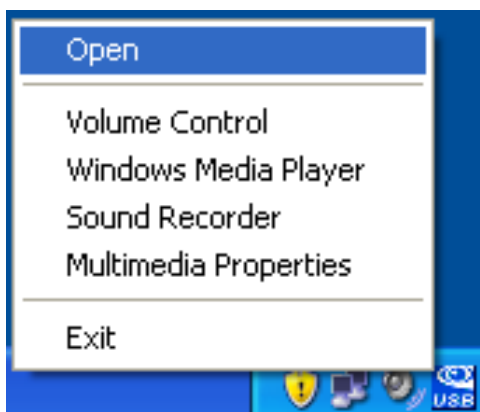 Open
Volume Control
Windows Media Player
Sound Recorder
Multimedia Properties
Exit
USB